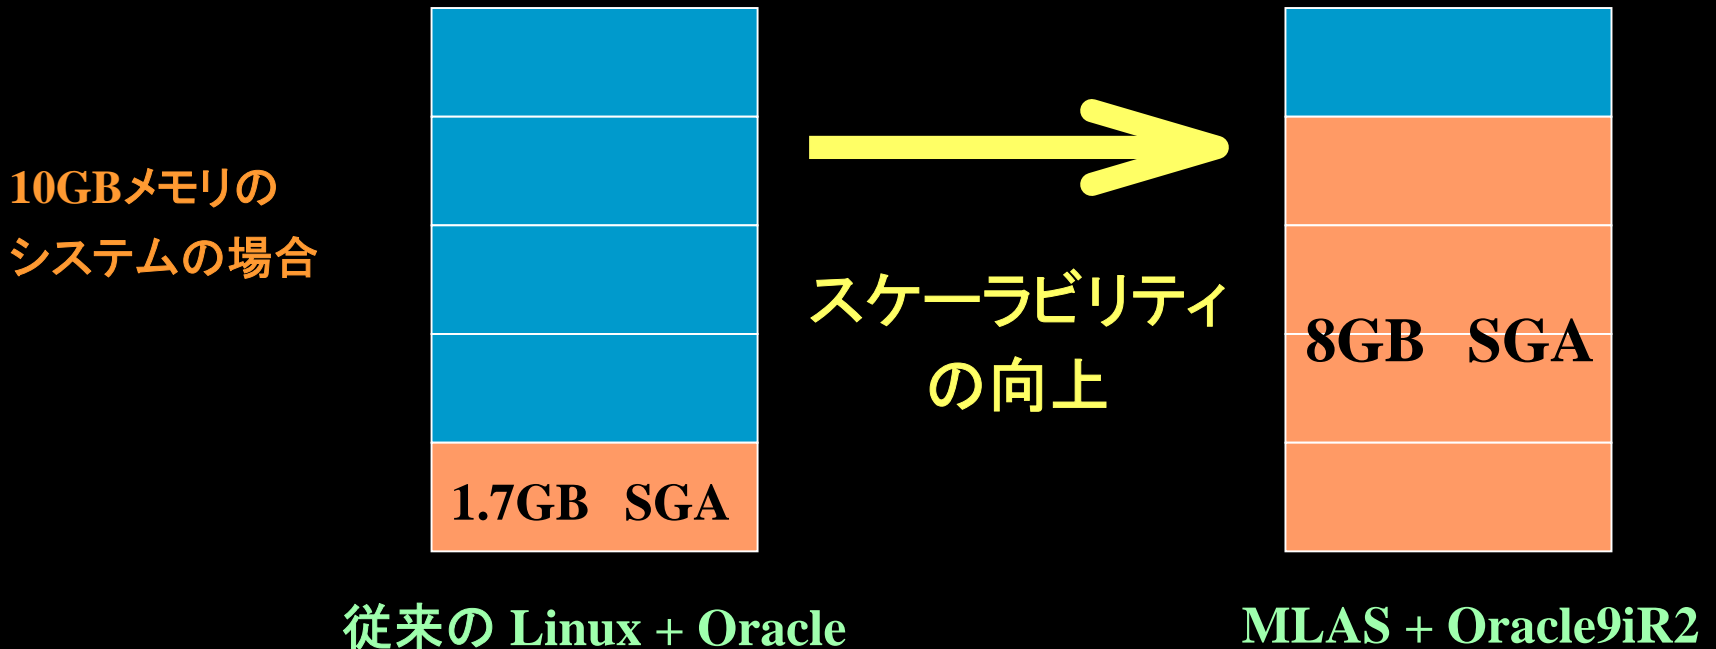 10GBメモリの
システムの場合
スケーラビリティ
の向上
8GB SGA
1.7GB SGA
従来の Linux + Oracle
MLAS + Oracle9iR2